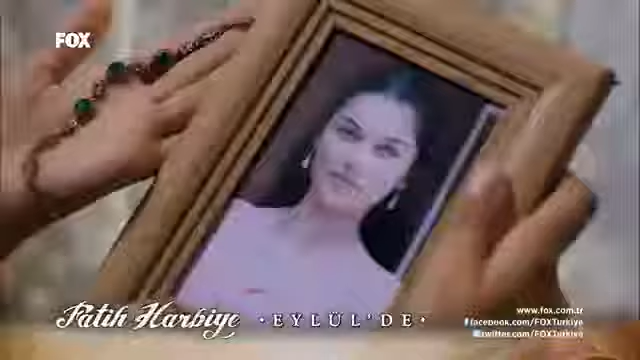 FOX
Fatih Harbiye • EYLÜL'DE •
www.fox.com.tr
facebook.com/FOXTurkiye
twitter.com/FOXTurkiye